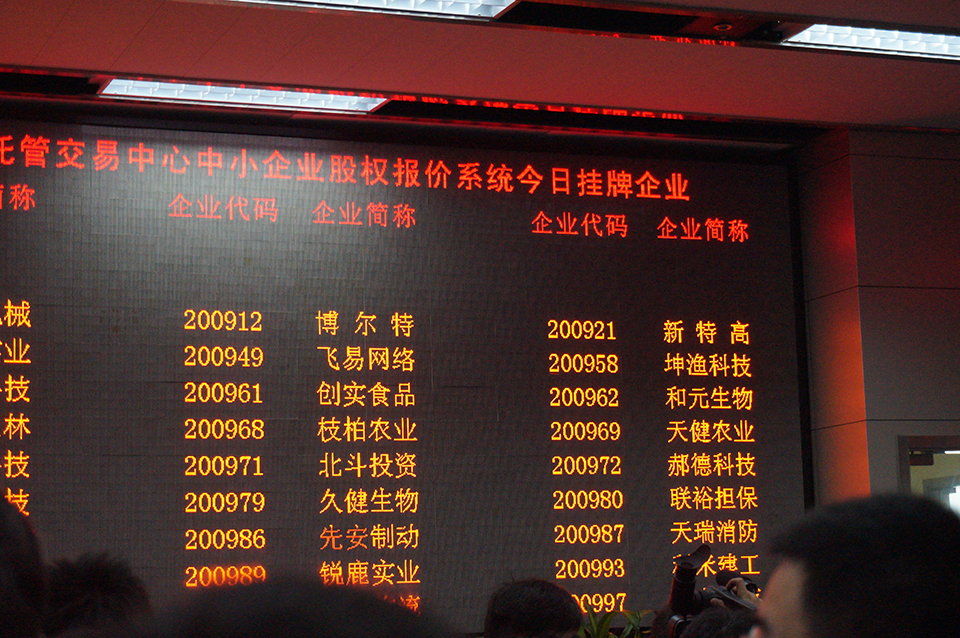 托管交易中心中小企业股权报价系统今日挂牌企业
简称 企业代码 企业简称 企业代码 企业简称
械 200912 博尔特 200921 新特高
业 200949 飞易网络 200958 坤渔科技
技 200961 创实食品 200962 和元生物
林 200968 枝柏农业 200969 天健农业
技 200971 北斗投资 200972 郝德科技
技 200979 久健生物 200980 联裕担保
200986 先安制动 200987 天瑞消防
200989 锐鹿实业 200993 建工
200997